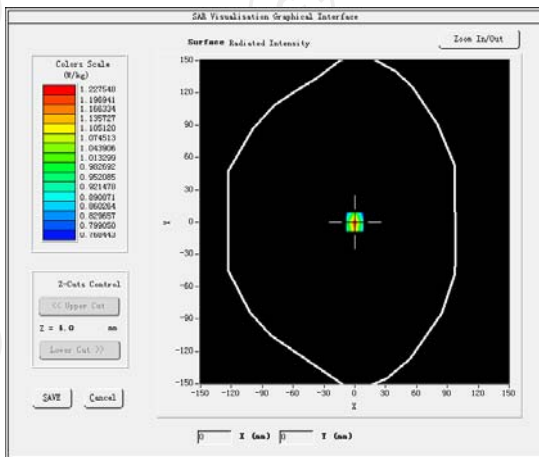 SAR Visualisation Graphical Interface
Surface Radiated Intensity
Zoom In/Out
Colors Scale
(W/kg)
1.227548
1.196941
1.166334
1.135727
1.105120
1.074513
1.043906
1.013299
0.982692
0.952085
0.921478
0.890871
0.860264
0.829657
0.799050
0.768443
Z-Cuts Control
<< Upper Cut
Z = 4.0 mm
Lower Cut >>
SAVE
Cancel
150
120
90
60
30
0
-30
-60
-90
-120
-150
Y
-150 -120 -90 -60 -30 0 30 60 90 120 150
X
0 X (mm) 0 Y (mm)